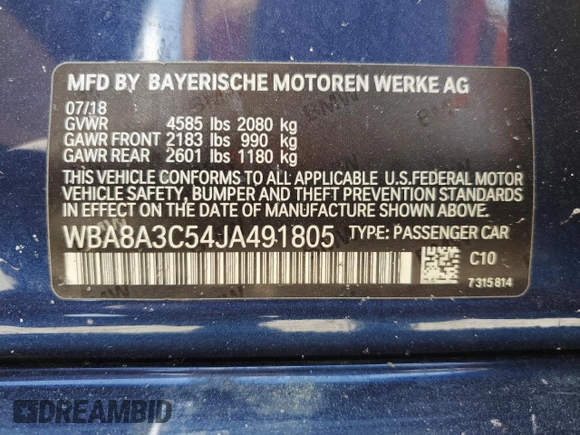 MFD BY BAYERISCHE MOTOREN WERKE AG
07/18
GVWR 4585 lbs 2080 kg
GAWR FRONT 2183 lbs 990 kg
GAWR REAR 2601 lbs 1180 kg
THIS VEHICLE CONFORMS TO ALL APPLICABLE U.S.FEDERAL MOTOR
VEHICLE SAFETY, BUMPER AND THEFT PREVENTION STANDARDS
IN EFFECT ON THE DATE OF MANUFACTURE SHOWN ABOVE.
WBA8A3C54JA491805 TYPE: PASSENGER CAR
C10
7315814
DREAMBID